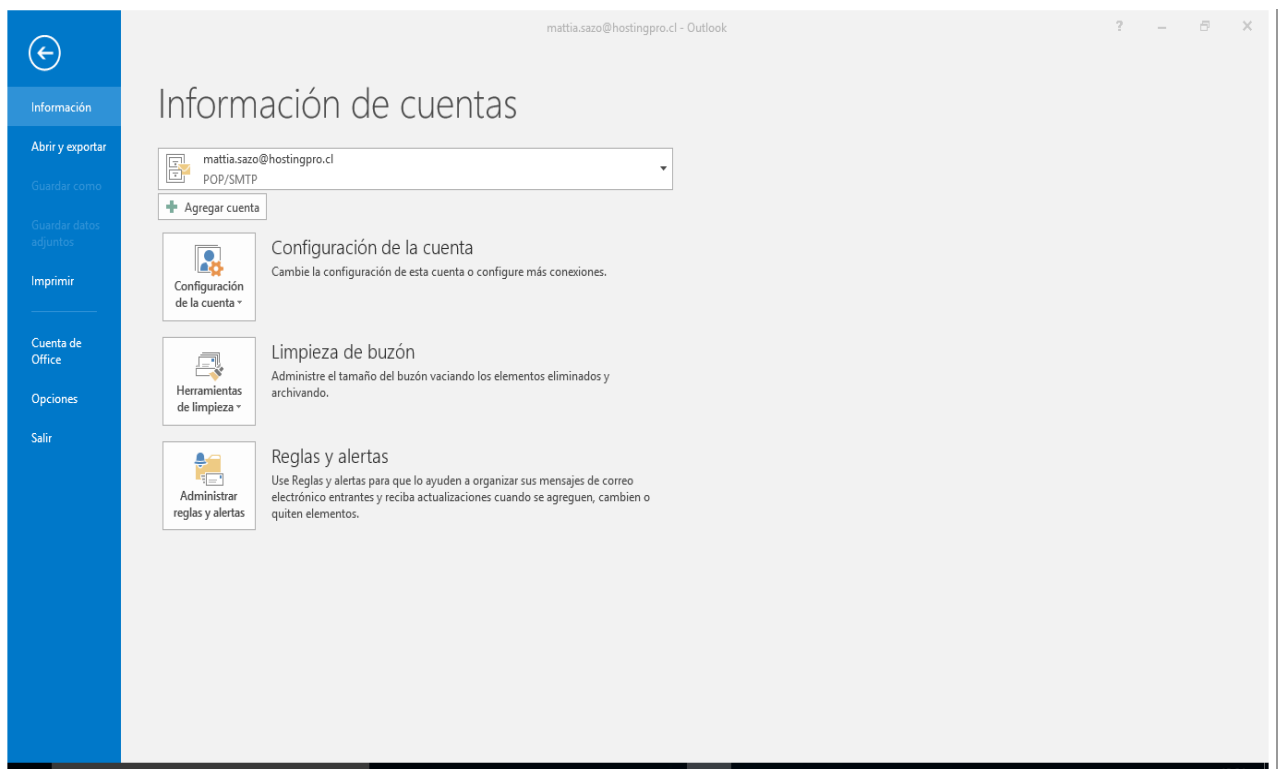 mattia.sazo@hostingpro.cl - Outlook
Información
Abrir y exportar
Guardar como
Guardar datos
adjuntos
Imprimir
Cuenta de
Office
Opciones
Salir
Información de cuentas
mattia.sazo@hostingpro.cl
POP/SMTP
Agregar cuenta
Configuración
de la cuenta
Configuración de la cuenta
Cambie la configuración de esta cuenta o configure más conexiones.
Herramientas
de limpieza
Limpieza de buzón
Administre el tamaño del buzón vaciando los elementos eliminados y
archivando.
Administrar
reglas y alertas
Reglas y alertas
Use Reglas y alertas para que lo ayuden a organizar sus mensajes de correo
electrónico entrantes y reciba actualizaciones cuando se agreguen, cambien o
quiten elementos.